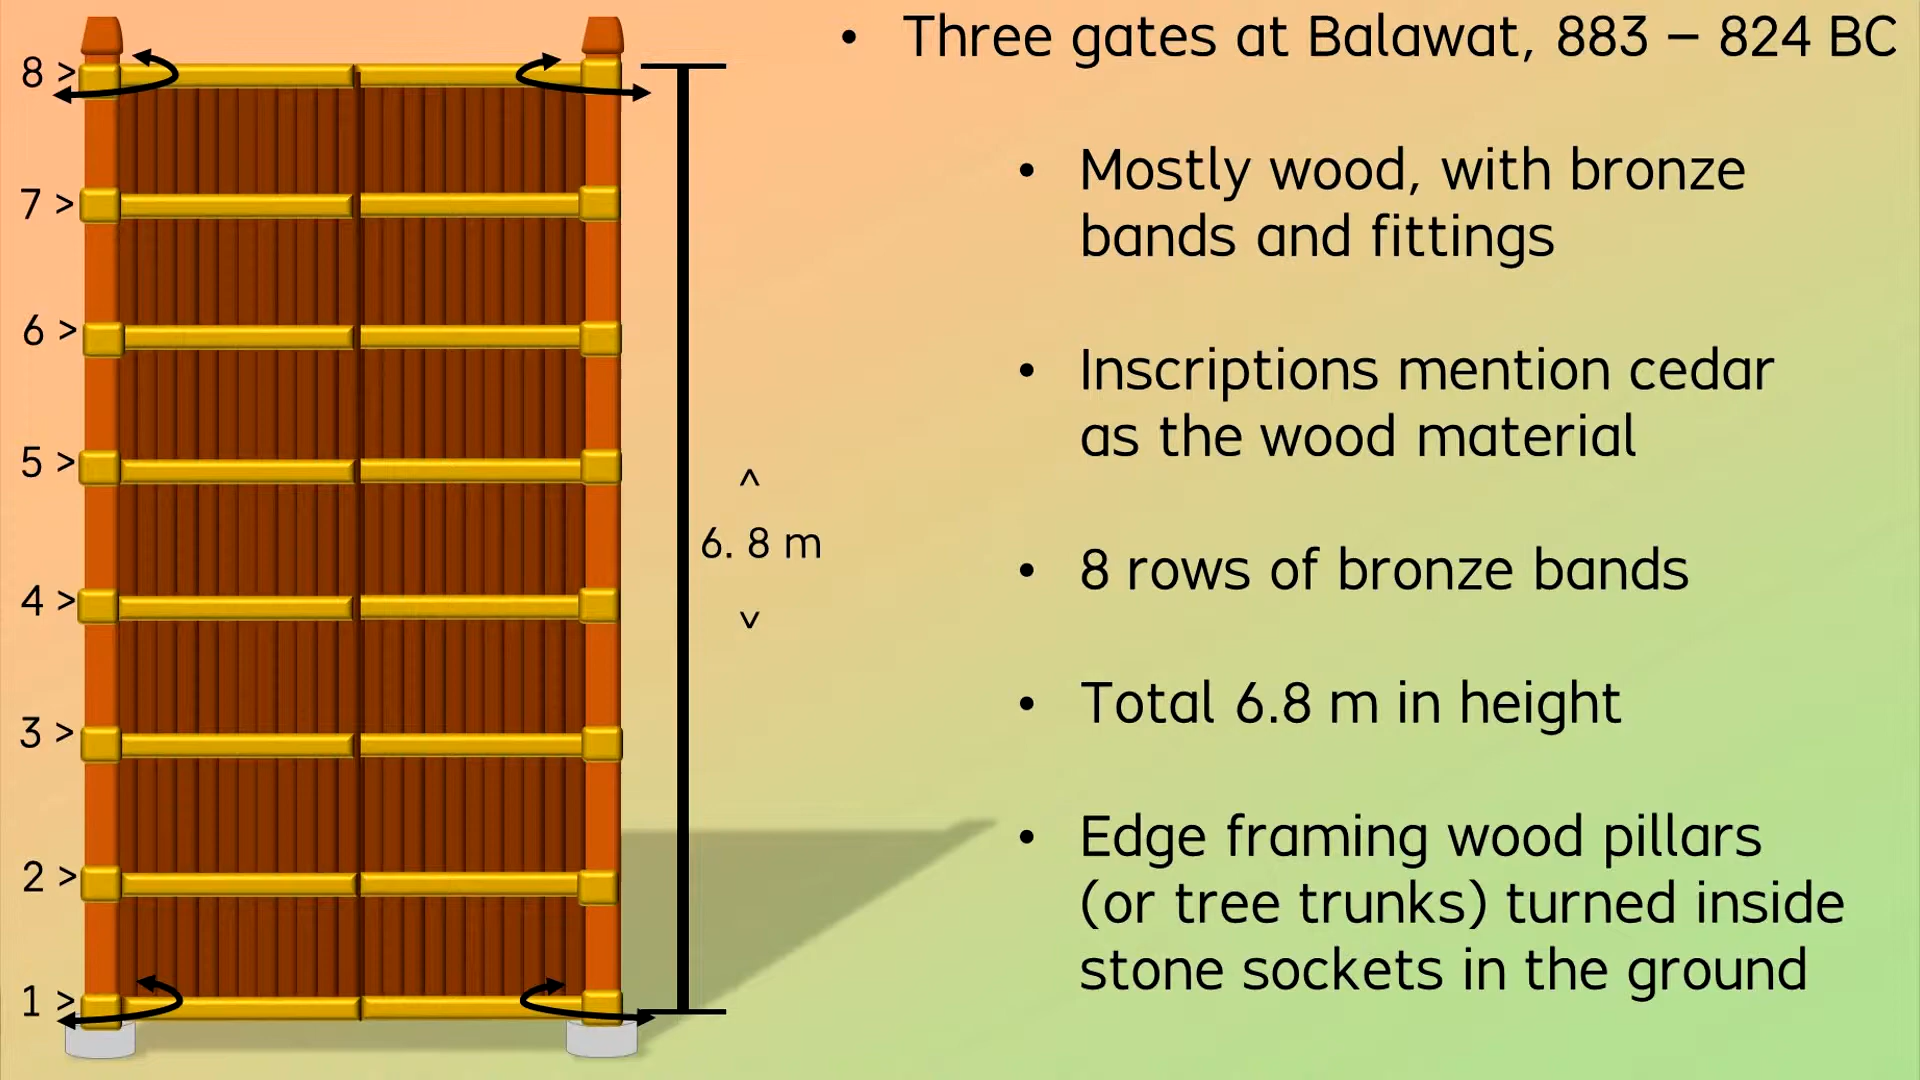 • Three gates at Balawat, 883 – 824 BC
• Mostly wood, with bronze
bands and fittings
• Inscriptions mention cedar
as the wood material
• 8 rows of bronze bands
• Total 6.8 m in height
• Edge framing wood pillars
(or tree trunks) turned inside
stone sockets in the ground
8 >
7 >
6 >
5 >
4 >
3 >
2 >
1 >
^
6. 8 m
v